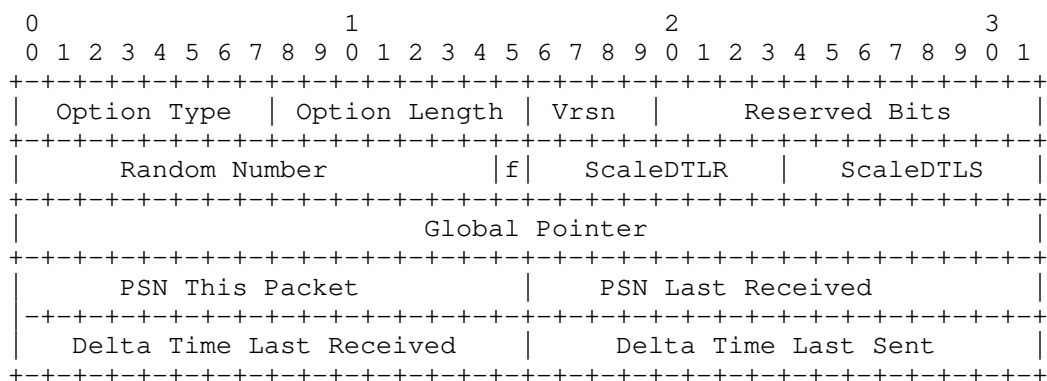 0                   1                   2                   3
 0 1 2 3 4 5 6 7 8 9 0 1 2 3 4 5 6 7 8 9 0 1 2 3 4 5 6 7 8 9 0 1
+-+-+-+-+-+-+-+-+-+-+-+-+-+-+-+-+-+-+-+-+-+-+-+-+-+-+-+-+-+-+-+-+
|  Option Type  | Option Length | Vrsn  |     Reserved Bits     |
+-+-+-+-+-+-+-+-+-+-+-+-+-+-+-+-+-+-+-+-+-+-+-+-+-+-+-+-+-+-+-+-+
|      Random Number          |f|   ScaleDTLR   |   ScaleDTLS   |
+-+-+-+-+-+-+-+-+-+-+-+-+-+-+-+-+-+-+-+-+-+-+-+-+-+-+-+-+-+-+-+-+
|                         Global Pointer                        |
+-+-+-+-+-+-+-+-+-+-+-+-+-+-+-+-+-+-+-+-+-+-+-+-+-+-+-+-+-+-+-+-+
|      PSN This Packet          |    PSN Last Received          |
|-+-+-+-+-+-+-+-+-+-+-+-+-+-+-+-+-+-+-+-+-+-+-+-+-+-+-+-+-+-+-+-+
|   Delta Time Last Received    |     Delta Time Last Sent      |
+-+-+-+-+-+-+-+-+-+-+-+-+-+-+-+-+-+-+-+-+-+-+-+-+-+-+-+-+-+-+-+-+